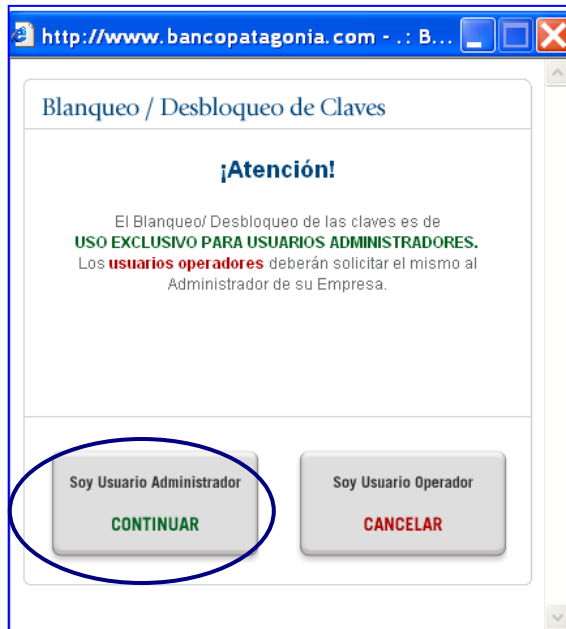 http://www.bancopatagonia.com - .: B...
Blanqueo / Desbloqueo de Claves
¡Atención!
El Blanqueo/ Desbloqueo de las claves es de
USO EXCLUSIVO PARA USUARIOS ADMINISTRADORES.
Los usuarios operadores deberán solicitar el mismo al
Administrador de su Empresa.
Soy Usuario Administrador
CONTINUAR
Soy Usuario Operador
CANCELAR